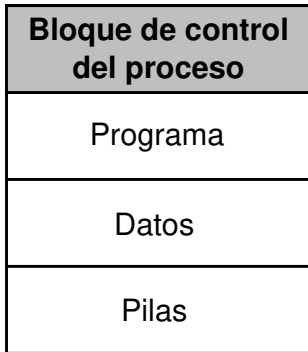 Bloque de control
del proceso
Programa
Datos
Pilas